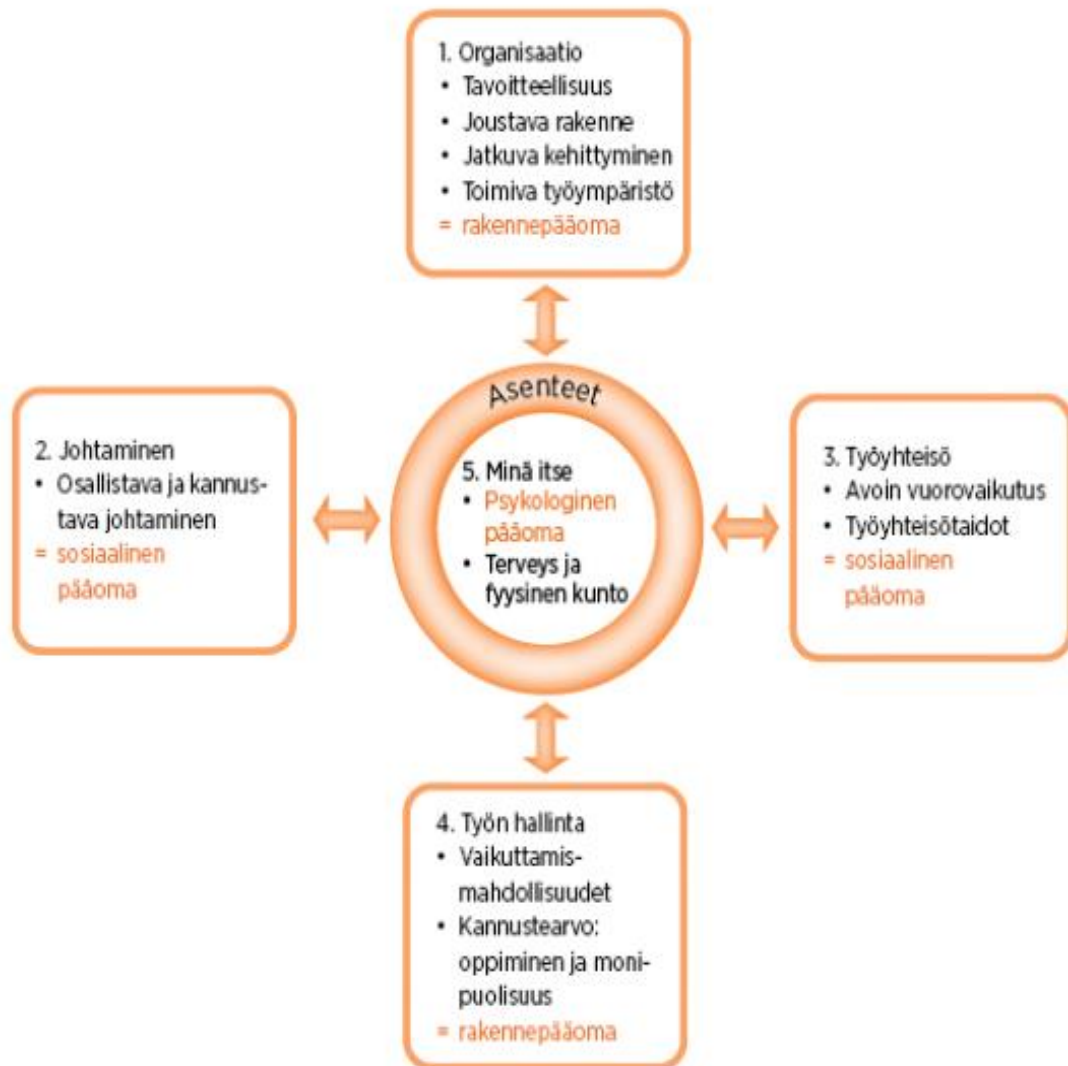 1. Organisaatio
• Tavoitteellisuus
• Joustava rakenne
• Jatkuva kehittyminen
• Toimiva työympäristö
= rakennepääoma
2. Johtaminen
• Osallistava ja kannus-
tava johtaminen
= sosiaalinen
pääoma
Asenteet
5. Minä itse
• Psykologinen
pääoma
• Terveys ja
fyysinen kunto
3. Työyhteisö
• Avoin vuorovaikutus
• Työyhteisötaidot
= sosiaalinen
pääoma
4. Työn hallinta
• Vaikuttamis-
mahdollisuudet
• Kannustearvo:
oppiminen ja moni-
puolisuus
= rakennepääoma